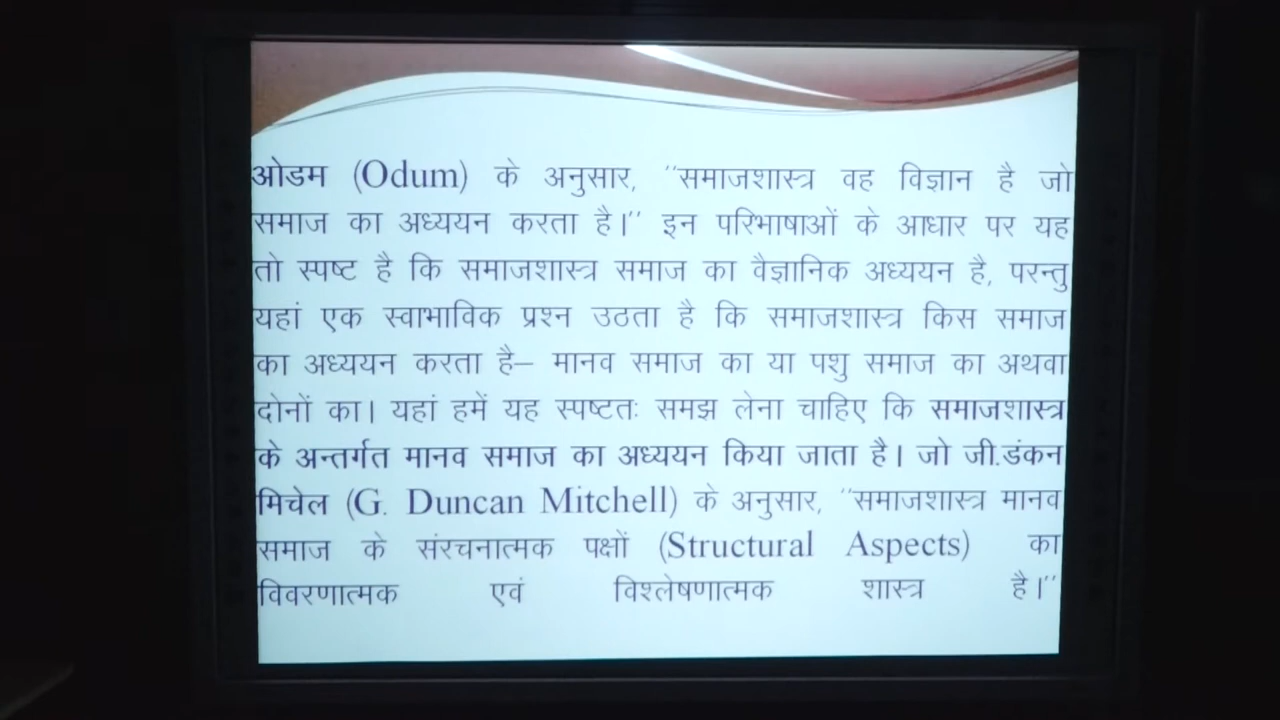 ओडम (Odum) के अनुसार, ‘‘समाजशास्त्र वह विज्ञान है जो
समाज का अध्ययन करता है।’’ इन परिभाषाओं के आधार पर यह
तो स्पष्ट है कि समाजशास्त्र समाज का वैज्ञानिक अध्ययन है, परन्तु
यहां एक स्वाभाविक प्रश्न उठता है कि समाजशास्त्र किस समाज
का अध्ययन करता है– मानव समाज का या पशु समाज का अथवा
दोनों का। यहां हमें यह स्पष्टतः समझ लेना चाहिए कि समाजशास्त्र
के अन्तर्गत मानव समाज का अध्ययन किया जाता है। जो जी.डंकन
मिचेल (G. Duncan Mitchell) के अनुसार, ‘‘समाजशास्त्र मानव
समाज के संरचनात्मक पक्षों (Structural Aspects) का
विवरणात्मक एवं विश्लेषणात्मक शास्त्र है।’’